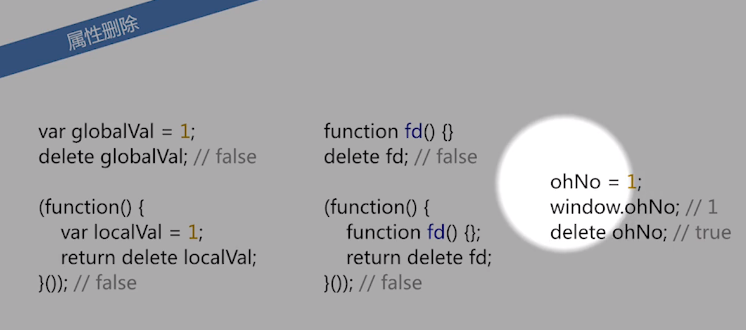 属性删除
var globalVal = 1;
delete globalVal; // false
(function() {
var localVal = 1;
return delete localVal;
}()); // false
function fd() {}
delete fd; // false
(function() {
function fd() {};
return delete fd;
}()); // false
ohNo = 1;
window.ohNo; // 1
delete ohNo; // true